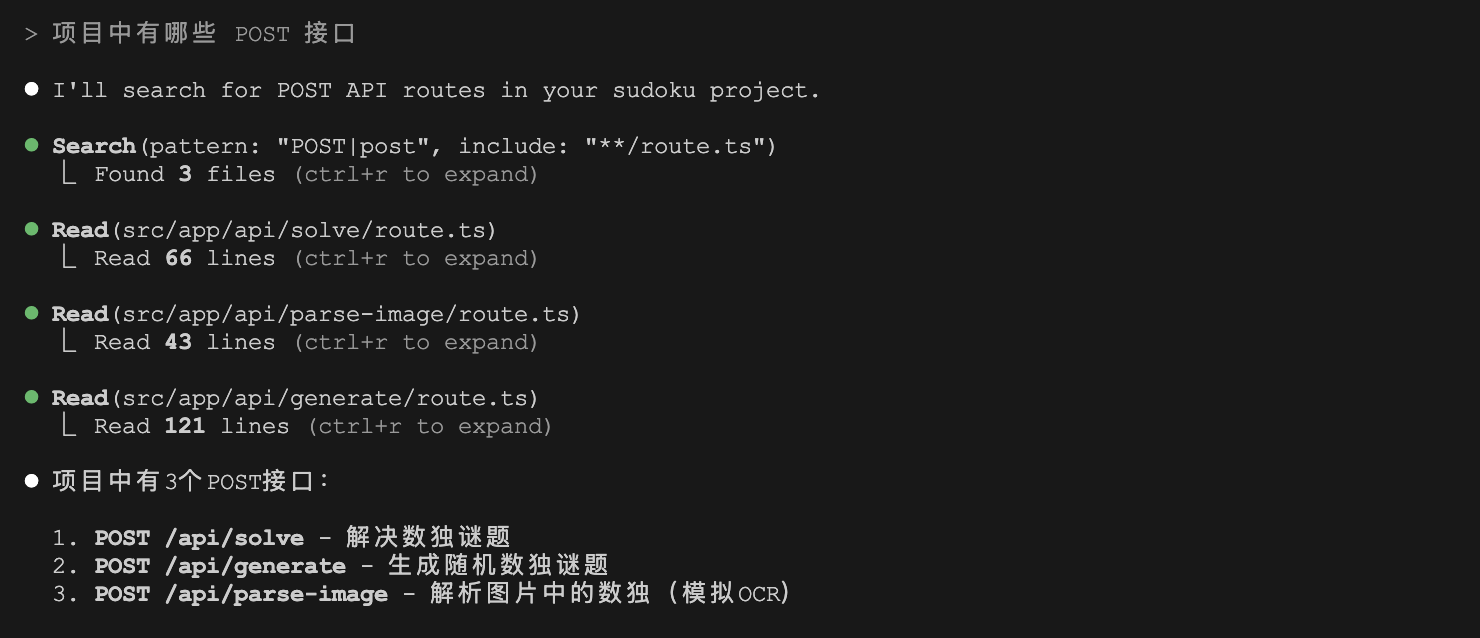 > 项目中有哪些 POST 接口
● I'll search for POST API routes in your sudoku project.
● Search(pattern: "POST|post", include: "**/route.ts")
⎿ Found 3 files (ctrl+r to expand)
● Read(src/app/api/solve/route.ts)
⎿ Read 66 lines (ctrl+r to expand)
● Read(src/app/api/parse-image/route.ts)
⎿ Read 43 lines (ctrl+r to expand)
● Read(src/app/api/generate/route.ts)
⎿ Read 121 lines (ctrl+r to expand)
● 项目中有3个POST接口：
1. POST /api/solve - 解决数独谜题
2. POST /api/generate - 生成随机数独谜题
3. POST /api/parse-image - 解析图片中的数独（模拟OCR）